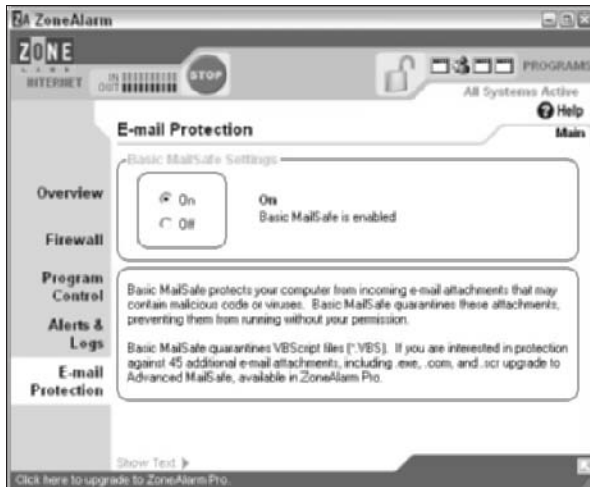 ZA ZoneAlarm
ZONE
LABS
INTERNET
IN
OUT
STOP
PROGRAMS
All Systems Active
? Help
E-mail Protection
Main
Basic MailSafe Settings
On
Off
On
Basic MailSafe is enabled
Overview
Firewall
Program
Control
Alerts &
Logs
E-mail
Protection
Basic MailSafe protects your computer from incoming e-mail attachments that may
contain malicious code or viruses. Basic MailSafe quarantines these attachments,
preventing them from running without your permission.
Basic MailSafe quarantines VBScript files (*.VBS). If you are interested in protection
against 45 additional e-mail attachments, including .exe, .com, and .scr upgrade to
Advanced MailSafe, available in ZoneAlarm Pro.
Show Text
Click here to upgrade to ZoneAlarm Pro.